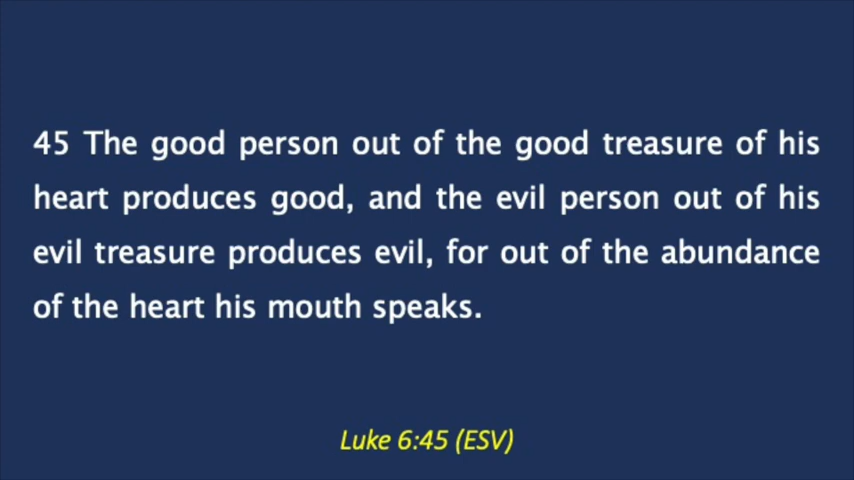 45 The good person out of the good treasure of his
heart produces good, and the evil person out of his
evil treasure produces evil, for out of the abundance
of the heart his mouth speaks.
Luke 6:45 (ESV)